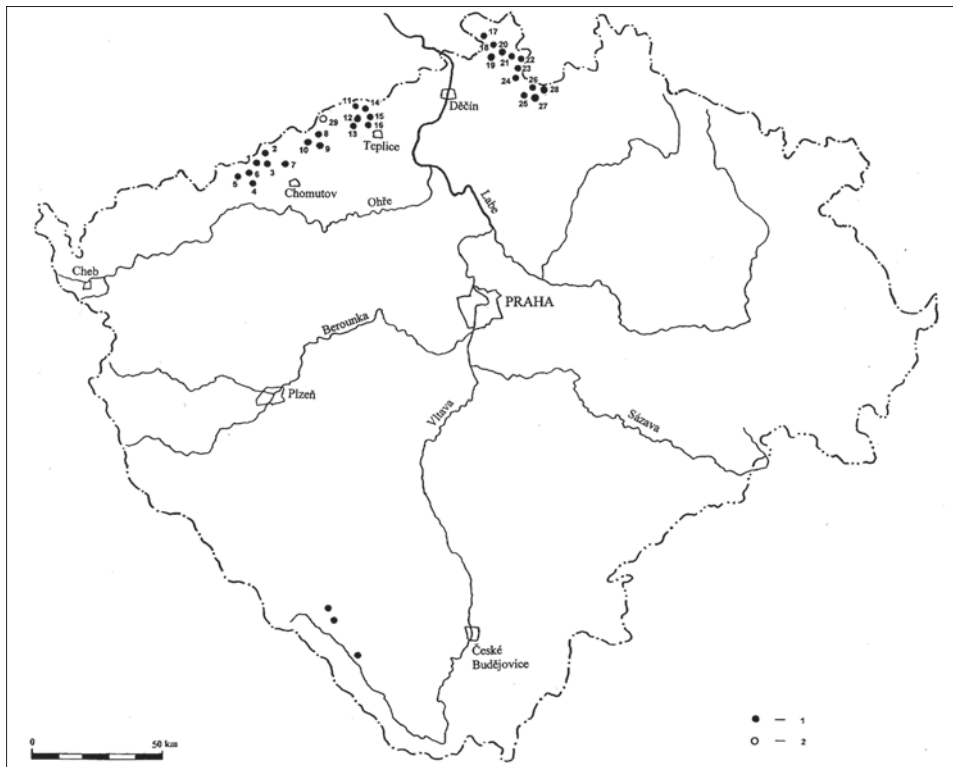 17
18 20
19 21 22
23
24 26 28
25 27
Děčín
11 14
29 12 15
13 16
8
10 9
Teplice
2
6 3 7
5 4
Chomutov
Ohře
Labe
Cheb
PRAHA
Berounka
Plzeň
Vltava
Sázava
České
Budějovice
0 50 km
— 1
— 2